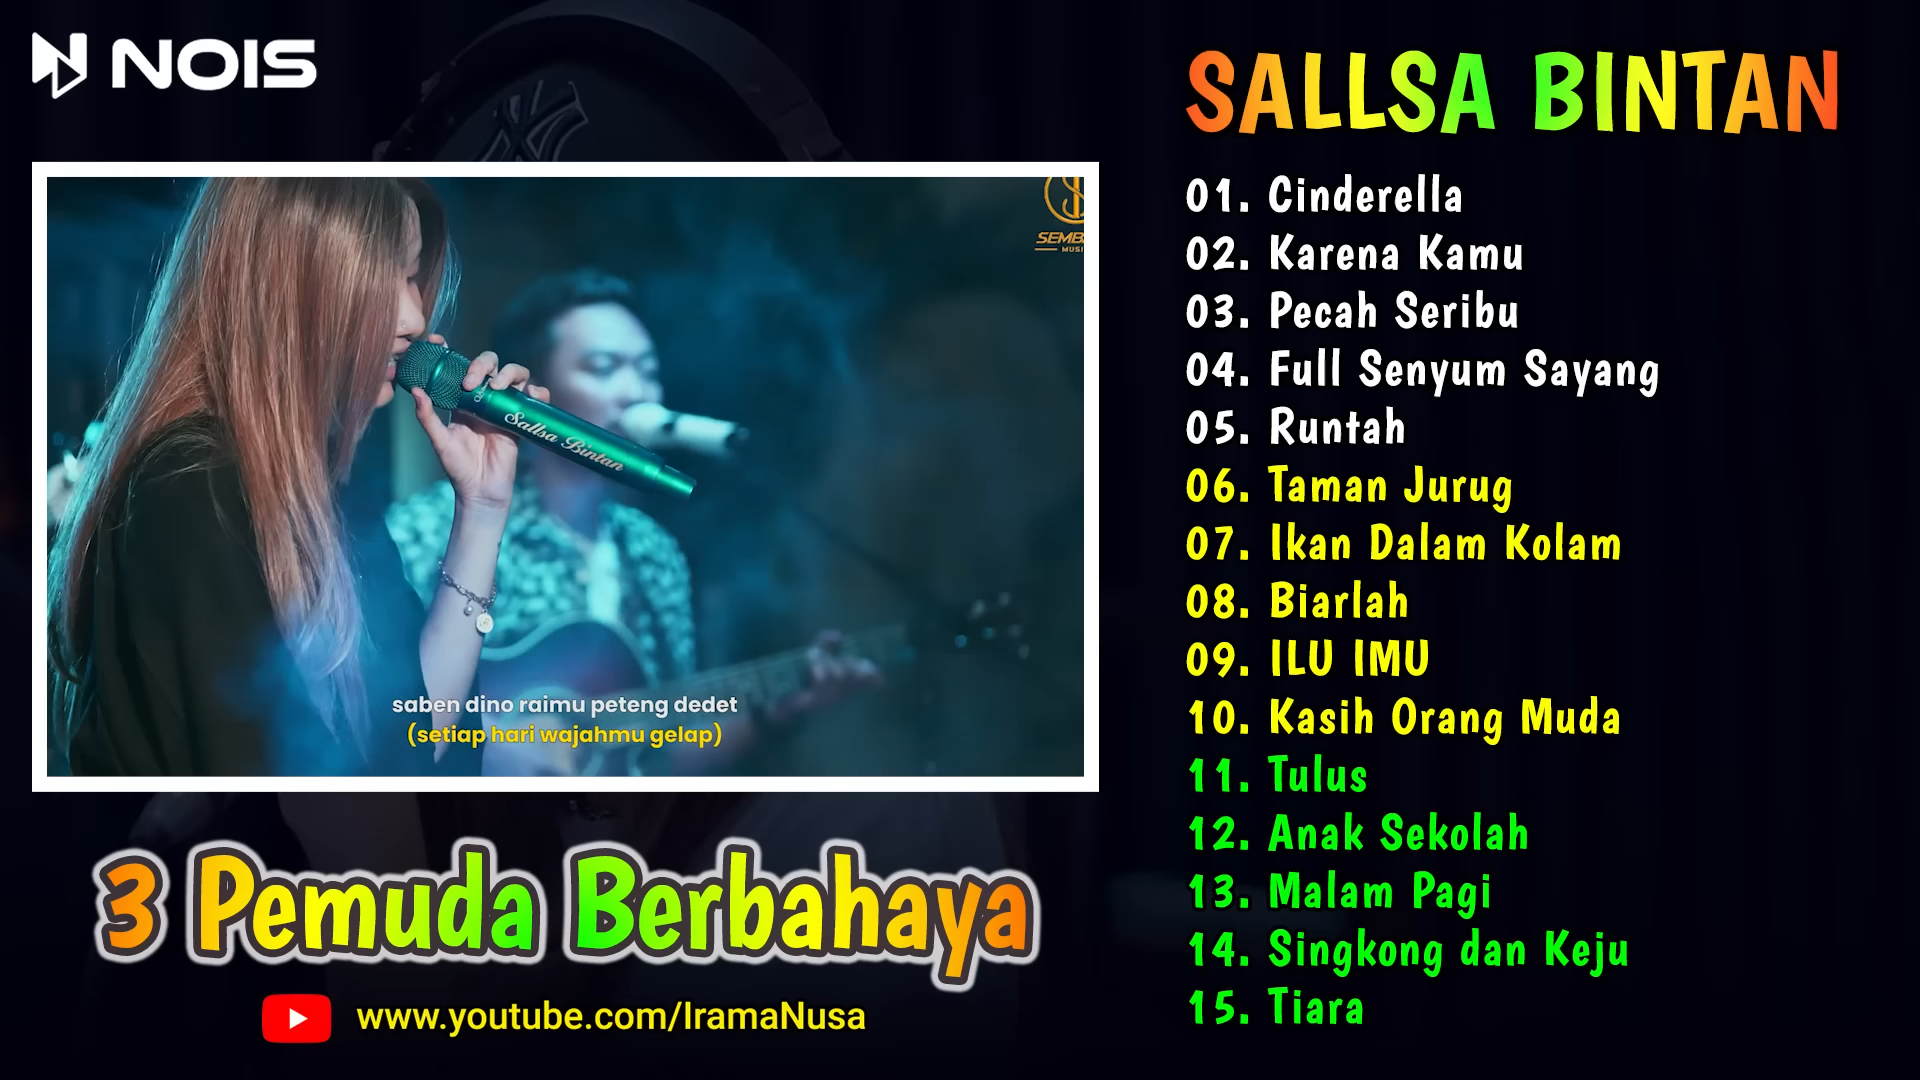 NOIS
SALLSA BINTAN
SEMB
MUSI
Sallsa Bintan
saben dino raimu peteng dedet
(setiap hari wajahmu gelap)
3 Pemuda Berbahaya
www.youtube.com/IramaNusa
01. Cinderella
02. Karena Kamu
03. Pecah Seribu
04. Full Senyum Sayang
05. Runtah
06. Taman Jurug
07. Ikan Dalam Kolam
08. Biarlah
09. ILU IMU
10. Kasih Orang Muda
11. Tulus
12. Anak Sekolah
13. Malam Pagi
14. Singkong dan Keju
15. Tiara